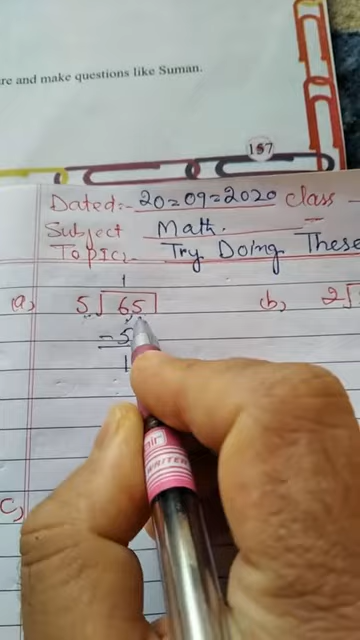 re and make questions like Suman.
157
Dated:- 20=09=2020 Class
Subject Math.
Topic, Try Doing These
1
(a) 5 65 (b) 2
= 5
1
c)
WRITER